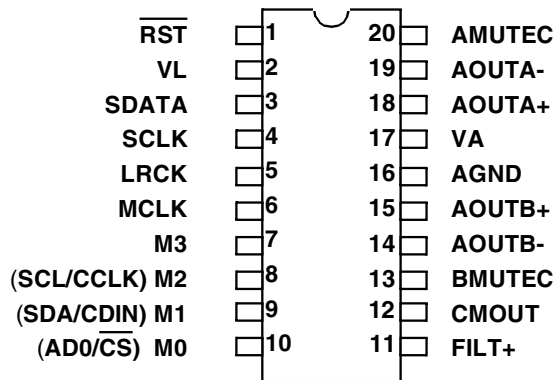 R̅S̅T̅ 1 20 AMUTEC
VL 2 19 AOUTA-
SDATA 3 18 AOUTA+
SCLK 4 17 VA
LRCK 5 16 AGND
MCLK 6 15 AOUTB+
M3 7 14 AOUTB-
(SCL/CCLK) M2 8 13 BMUTEC
(SDA/CDIN) M1 9 12 CMOUT
(AD0/C̅S̅) M0 10 11 FILT+